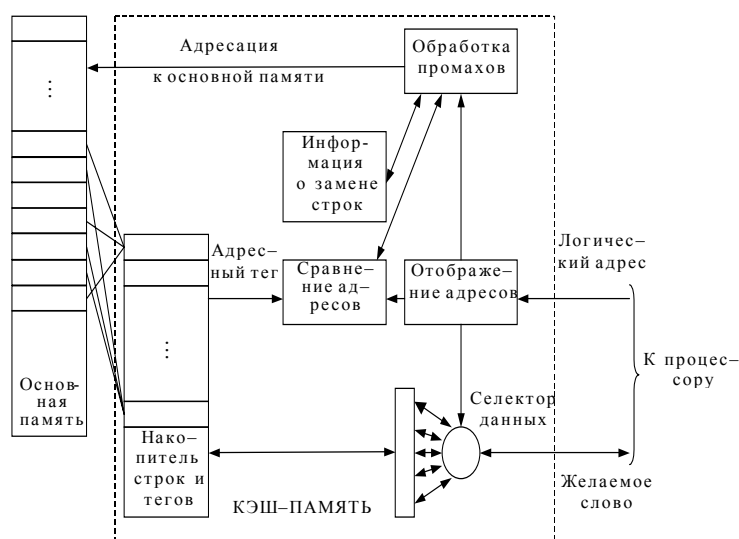 Адресация
к основной памяти
Обработка
промахов
⋮
Инфор-
мация
о замене
строк
Адрес–
ный тег
Сравне–
ние ад–
ресов
Отображе–
ние адресов
Логичес–
кий адрес
⋮
К процес–
сору
Основ-
ная
память
Селектор
данных
Нако–
питель
строк и
тегов
КЭШ–ПАМЯТЬ
Желаемое
слово